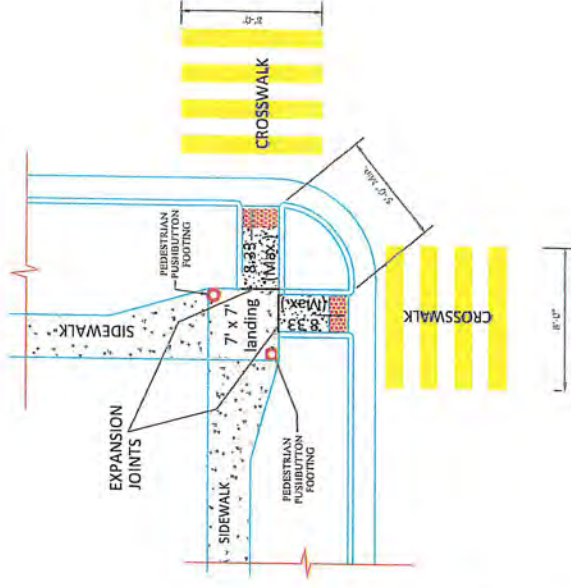 8'-0"
CROSSWALK
5'-0" Min.
PEDESTRIAN
PUSHBUTTON
FOOTING
8.33
(Max.)
SIDEWALK
7' x 7'
landing
8.33
(Max.)
CROSSWALK
EXPANSION
JOINTS
SIDEWALK
PEDESTRIAN
PUSHBUTTON
FOOTING
8'-0"